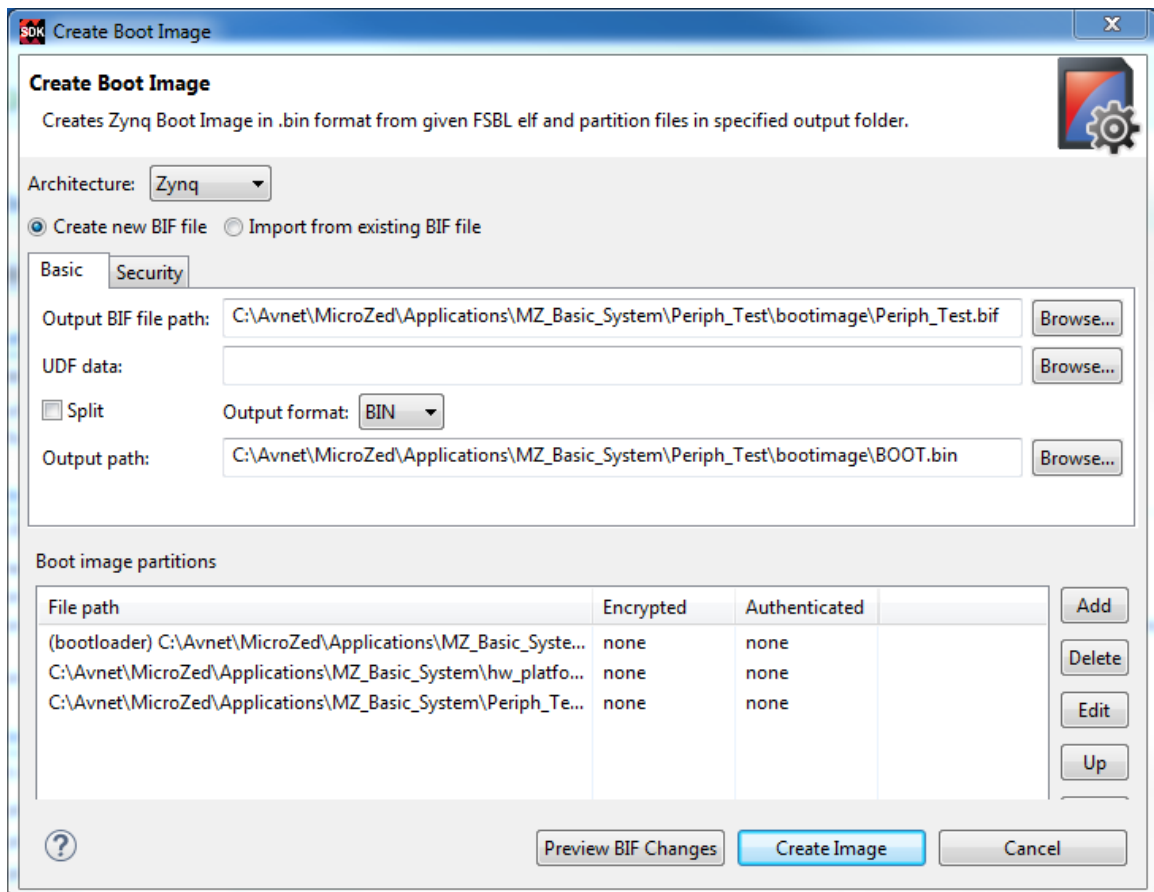 SDK Create Boot Image
Create Boot Image
Creates Zynq Boot Image in .bin format from given FSBL elf and partition files in specified output folder.
Architecture: Zynq
Create new BIF file Import from existing BIF file
Basic Security
Output BIF file path: C:\Avnet\MicroZed\Applications\MZ_Basic_System\Periph_Test\bootimage\Periph_Test.bif Browse...
UDF data: Browse...
Split Output format: BIN
Output path: C:\Avnet\MicroZed\Applications\MZ_Basic_System\Periph_Test\bootimage\BOOT.bin Browse...
Boot image partitions
File path Encrypted Authenticated Add
(bootloader) C:\Avnet\MicroZed\Applications\MZ_Basic_Syste... none none
C:\Avnet\MicroZed\Applications\MZ_Basic_System\hw_platfo... none none Delete
C:\Avnet\MicroZed\Applications\MZ_Basic_System\Periph_Te... none none Edit
Up
? Preview BIF Changes Create Image Cancel